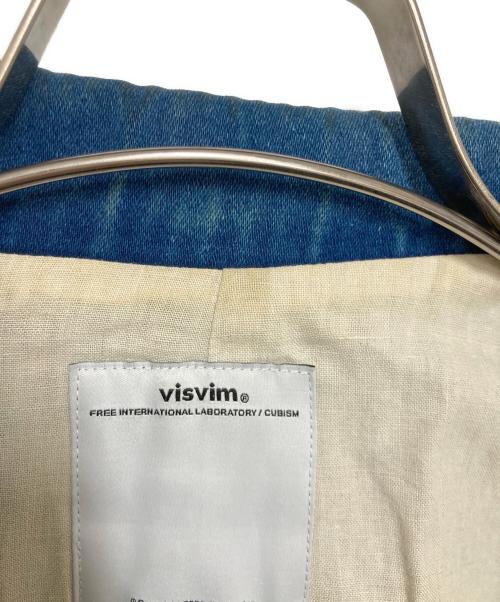 visvim®
FREE INTERNATIONAL LABORATORY / CUBISM